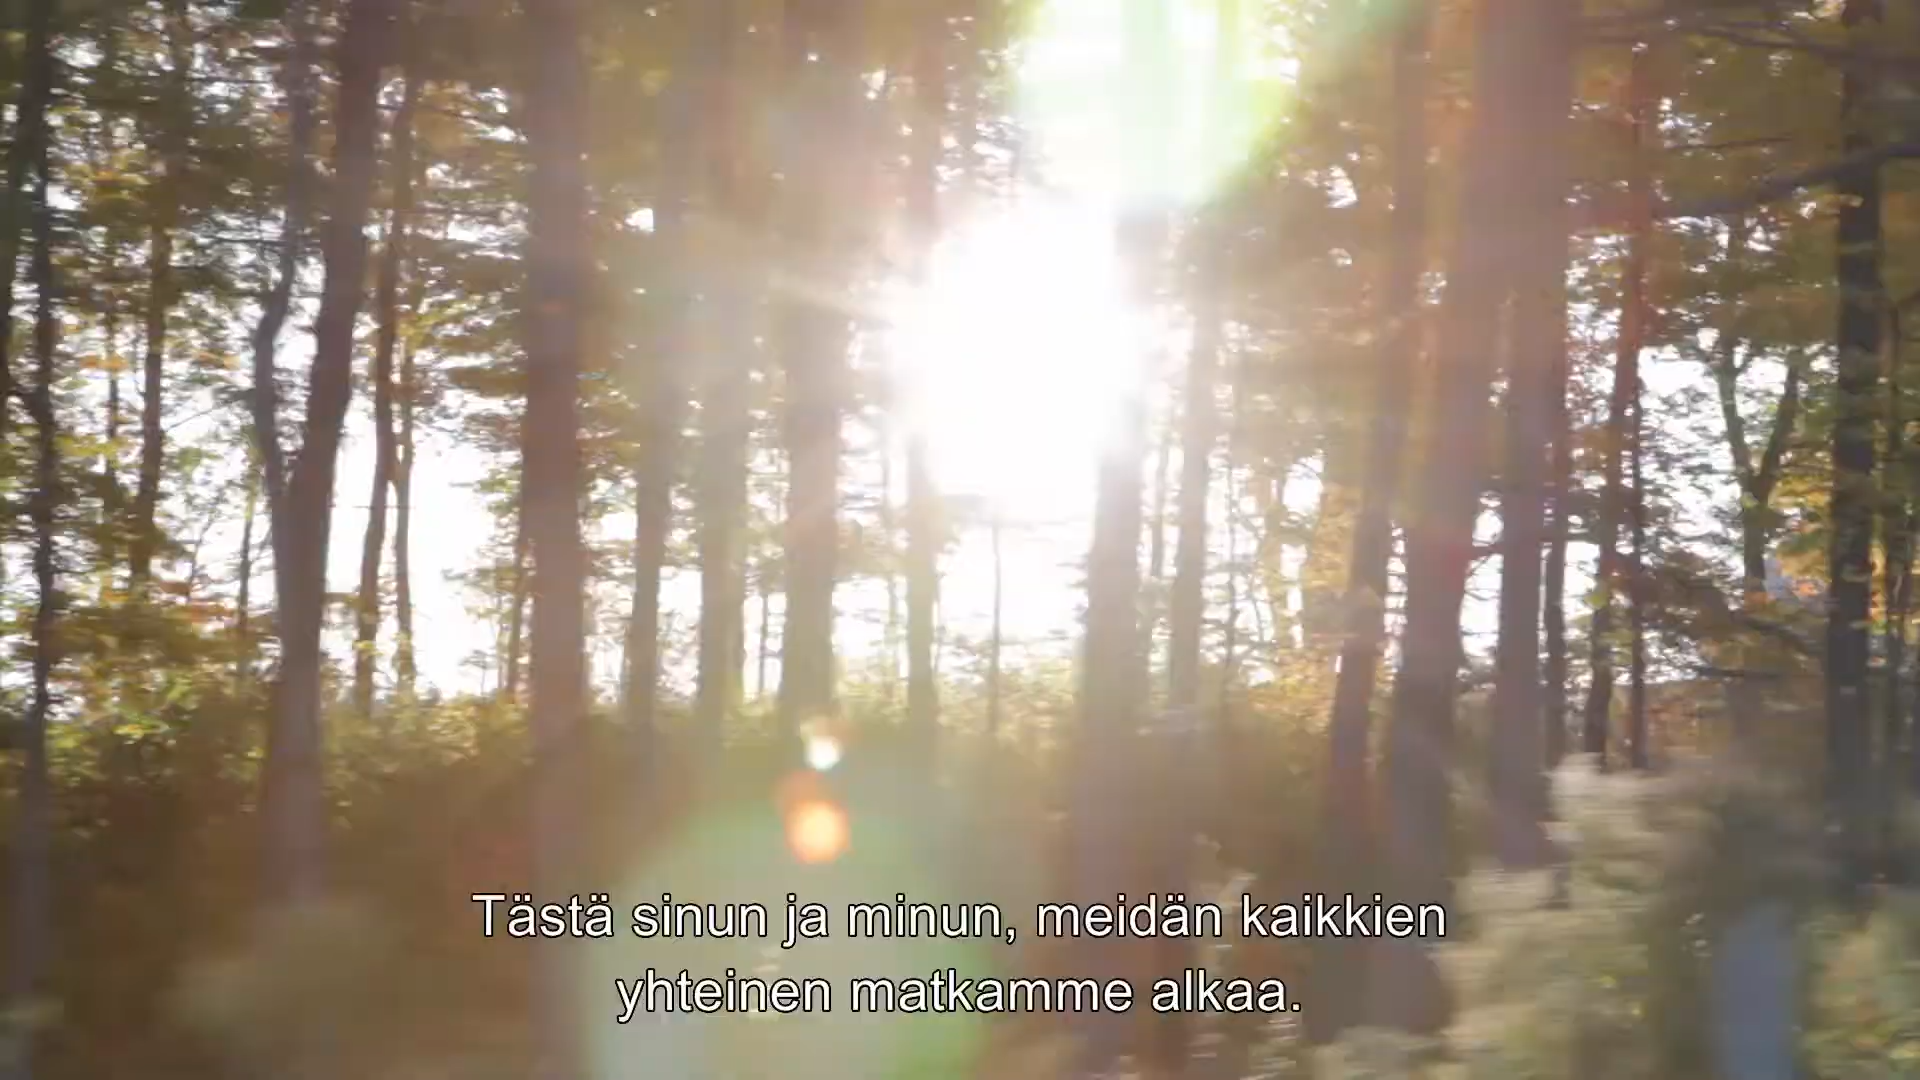 Tästä sinun ja minun, meidän kaikkien
yhteinen matkamme alkaa.